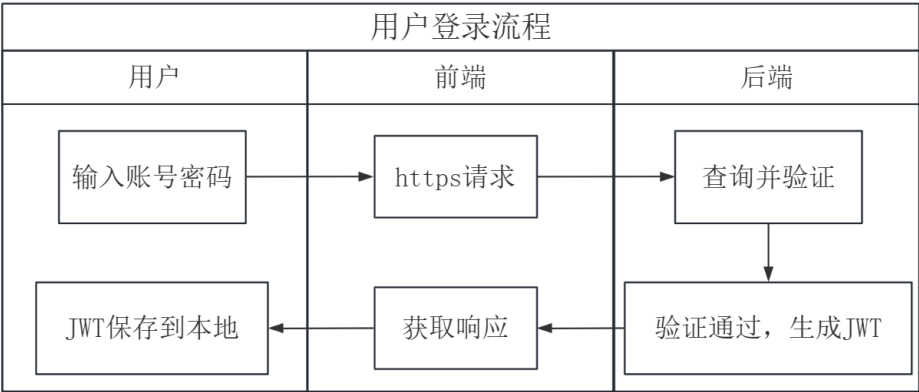 用户登录流程
用户
前端
后端
输入账号密码
https请求
查询并验证
JWT保存到本地
获取响应
验证通过，生成JWT